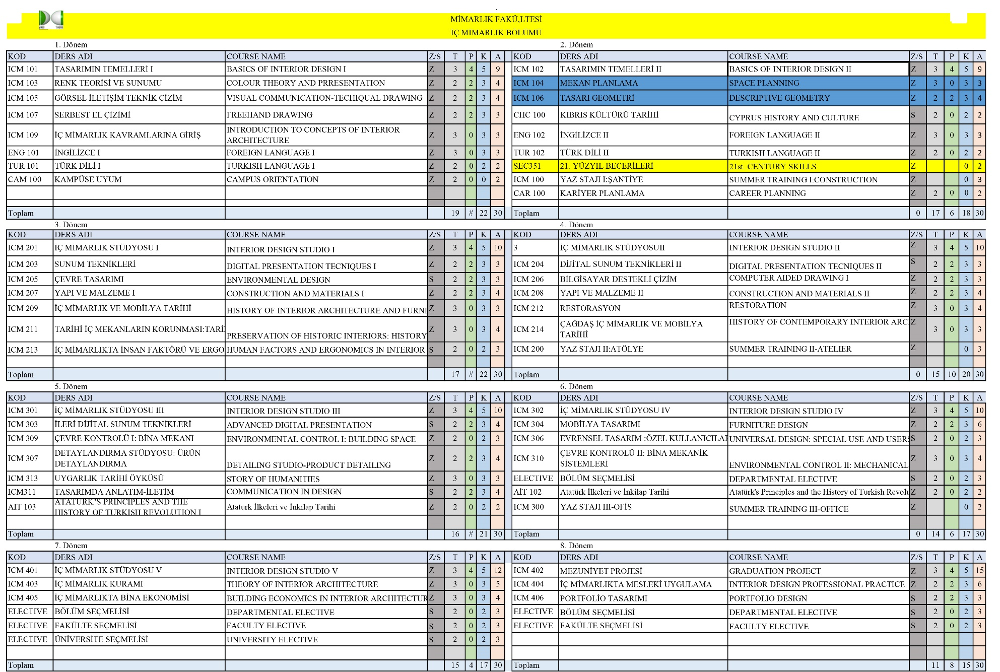 .
MİMARLIK FAKÜ,LTESİ
İÇ MİMARLIK BÖLÜMÜ
1. Dönem
KOD DERS ADI COURSE NAME Z/S T P K A
ICM 101 TASARIMIN TEMELLERİ I BASICS OF INTERIOR DESIGN I Z 3 4 5 9
ICM 103 RENK TEORİSİ VE SUNUMU COLOUR THEORY AND PRRESENTATION Z 2 2 3 4
ICM 105 GÖRSEL İLETİŞİM TEKNİK ÇİZİM VISUAL COMMUNICATION-TECHIQUAL DRAWING Z 2 2 3 4
ICM 107 SERBEST EL ÇİZİMİ FREEHAND DRAWING Z 2 2 3 3
ICM 109 İÇ MİMARLIK KAVRAMLARINA GİRİŞ INTRODUCTION TO CONCEPTS OF INTERIOR
ARCHITECTURE Z 3 0 3 3
ENG 101 İNGİLİZCE I FOREIGN LANGUAGE I Z 3 0 3 3
TUR 101 TÜRK DİLİ I TURKISH LANGUAGE I Z 2 0 2 2
CAM 100 KAMPÜSE UYUM CAMPUS ORIENTATION Z 2 0 0 2
Toplam 19 # 22 30
2. Dönem
KOD DERS ADI COURSE NAME Z/S T P K A
ICM 102 TASARIMIN TEMELLERİ II BASICS OF INTERIOR DESIGN II Z 3 4 5 9
ICM 104 MEKAN PLANLAMA SPACE PLANNING Z 3 0 3 3
ICM 106 TASARI GEOMETRİ DESCRIPTIVE GEOMETRY Z 2 2 3 4
CHC 100 KIBRIS KÜLTÜRÜ TARİHİ CYPRUS HISTORY AND CULTURE S 2 0 2 2
ENG 102 İNGİLİZCE II FOREIGN LANGUAGE II Z 3 0 3 3
TUR 102 TÜRK DİLİ II TURKISH LANGUAGE II Z 2 0 2 2
SEC351 21. YÜZYIL BECERİLERİ 21st. CENTURY SKILLS Z 0 2
ICM 100 YAZ STAJI I:ŞANTİYE SUMMER TRAINING I:CONSTRUCTION Z 0 3
CAR 100 KARİYER PLANLAMA CAREER PLANNING Z 2 0 0 2
Toplam 0 17 6 18 30
3. Dönem
KOD DERS ADI COURSE NAME Z/S T P K A
ICM 201 İÇ MİMARLIK STÜDYOSU I INTERIOR DESIGN STUDIO I Z 3 4 5 10
ICM 203 SUNUM TEKNİKLERİ DIGITAL PRESENTATION TECNIQUES I Z 2 2 3 3
ICM 205 ÇEVRE TASARIMI ENVIRONMENTAL DESIGN S 2 2 3 3
ICM 207 YAPI VE MALZEME I CONSTRUCTION AND MATERIALS I Z 2 2 3 4
ICM 209 İÇ MİMARLIK VE MOBİLYA TARİHİ HISTORY OF INTERIOR ARCHITECTURE AND FURNI Z 3 0 3 3
ICM 211 TARİHİ İÇ MEKANLARIN KORUNMASI:TARİ PRESERVATION OF HISTORIC INTERIORS: HISTORY Z 3 0 3 4
ICM 213 İÇ MİMARLIKTA İNSAN FAKTÖRÜ VE ERGO HUMAN FACTORS AND ERGONOMICS IN INTERIOR S 2 0 2 3
Toplam 17 # 22 30
4. Dönem
KOD DERS ADI COURSE NAME Z/S T P K A
3 İÇ MİMARLIK STÜDYOSUII INTERIOR DESIGN STUDIO II Z 3 4 5 10
ICM 204 DİJİTAL SUNUM TEKNİKLERİ II DIGITAL PRESENTATION TECNIQUES II S 2 2 3 3
ICM 206 BİLGİSAYAR DESTEKLİ ÇİZİM COMPUTER AIDED DRAWING I Z 2 2 3 3
ICM 208 YAPI VE MALZEME II CONSTRUCTION AND MATERIALS II Z 2 2 3 4
ICM 212 RESTORASYON RESTORATION Z 3 0 3 4
ICM 214 ÇAĞDAŞ İÇ MİMARLIK VE MOBİLYA
TARİHİ HISTORY OF CONTEMPORARY INTERIOR ARC Z 3 0 3 3
ICM 200 YAZ STAJI II:ATÖLYE SUMMER TRAINING II-ATELIER Z 0 3
Toplam 0 15 10 20 30
5. Dönem
KOD DERS ADI COURSE NAME Z/S T P K A
ICM 301 İÇ MİMARLIK STÜDYOSU III INTERIOR DESIGN STUDIO III Z 3 4 5 10
ICM 303 İLERİ DİJİTAL SUNUM TEKNİKLERİ ADVANCED DIGITAL PRESENTATION S 2 2 3 4
ICM 309 ÇEVRE KONTROLÜ I: BİNA MEKANI ENVIRONMENTAL CONTROL I: BUILDING SPACE Z 2 0 2 3
ICM 307 DETAYLANDIRMA STÜDYOSU: ÜRÜN
DETAYLANDIRMA DETAILING STUDIO-PRODUCT DETAILING Z 2 2 3 4
ICM 313 UYGARLIK TARİHİ ÖYKÜSÜ STORY OF HUMANITIES Z 3 0 3 3
ICM311 TASARIMDA ANLATIM-İLETİM COMMUNICATION IN DESIGN S 2 2 3 4
AIT 103 ATATÜRK'S PRINCIPLES AND THE
HISTORY OF TURKISH REVOLUTION I Atatürk İlkeleri ve İnkılap Tarihi Z 2 0 2 2
Toplam 16 # 21 30
6. Dönem
KOD DERS ADI COURSE NAME Z/S T P K A
ICM 302 İÇ MİMARLIK STÜDYOSU IV INTERIOR DESIGN STUDIO IV Z 3 4 5 10
ICM 304 MOBİLYA TASARIMI FURNITURE DESIGN Z 2 2 3 6
ICM 306 EVRENSEL TASARIM :ÖZEL KULLANICILAR UNIVERSAL DESIGN: SPECIAL USE AND USERS S 2 0 2 3
ICM 310 ÇEVRE KONTROLÜ II: BİNA MEKANİK
SİSTEMLERİ ENVIRONMENTAL CONTROL II: MECHANICAL Z 3 0 3 4
ELECTIVE BÖLÜM SEÇMELİSİ DEPARTMENTAL ELECTIVE S 2 0 2 3
AİT 102 Atatürk İlkeleri ve İnkilap Tarihi Atatürk's Principles and the History of Turkish Revolu Z 2 0 2 2
ICM 300 YAZ STAJI III-OFİS SUMMER TRAINING III-OFFICE Z 0 2
Toplam 0 14 6 17 30
7. Dönem
KOD DERS ADI COURSE NAME Z/S T P K A
ICM 401 İÇ MİMARLIK STÜDYOSU V INTERIOR DESIGN STUDIO V Z 3 4 5 12
ICM 403 İÇ MİMARLIK KURAMI THEORY OF INTERIOR ARCHITECTURE Z 3 0 3 5
ICM 405 İÇ MİMARLIKTA BİNA EKONOMİSİ BUILDING ECONOMICS IN INTERIOR ARCHITECTUR Z 3 0 3 4
ELECTIVE BÖLÜM SEÇMELİSİ DEPARTMENTAL ELECTIVE S 2 0 2 3
ELECTIVE FAKÜLTE SEÇMELİSİ FACULTY ELECTIVE S 2 0 2 3
ELECTIVE ÜNİVERSİTE SEÇMELİSİ UNIVERSITY ELECTIVE S 2 0 2 3
Toplam 15 4 17 30
8. Dönem
KOD DERS ADI COURSE NAME Z/S T P K A
ICM 402 MEZUNİYET PROJESİ GRADUATION PROJECT Z 3 4 5 15
ICM 404 İÇ MİMARLIKTA MESLEKİ UYGULAMA INTERIOR DESIGN PROFESSIONAL PRACTICE Z 2 2 3 6
ICM 406 PORTFOLİO TASARIMI PORTFOLIO DESIGN S 2 2 3 3
ELECTIVE BÖLÜM SEÇMELİSİ DEPARTMENTAL ELECTIVE S 2 0 2 3
ELECTIVE FAKÜLTE SEÇMELİSİ FACULTY ELECTIVE S 2 0 2 3
Toplam 11 8 15 30